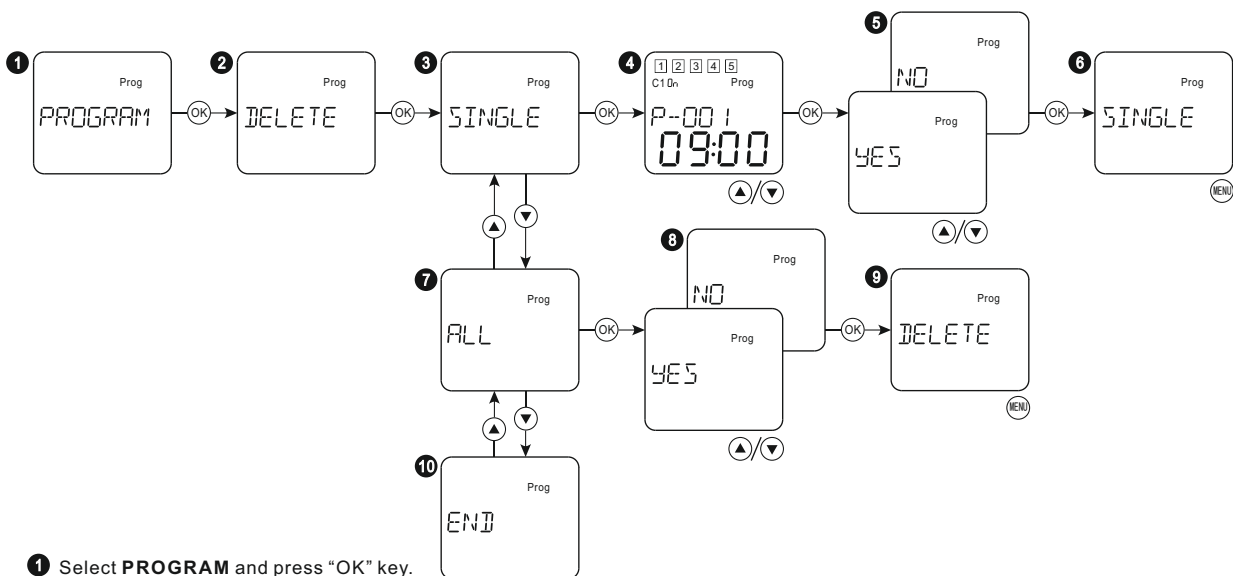 1
Prog
PROGRAM
OK
2
Prog
DELETE
OK
3
Prog
SINGLE
OK
4
1 2 3 4 5
C1 On Prog
P--001
09:00
OK
5
Prog
NO
Prog
YES
OK
6
Prog
SINGLE
MENU
7
Prog
ALL
OK
8
Prog
NO
Prog
YES
OK
9
Prog
DELETE
MENU
10
Prog
END
1 Select PROGRAM and press “OK” key.